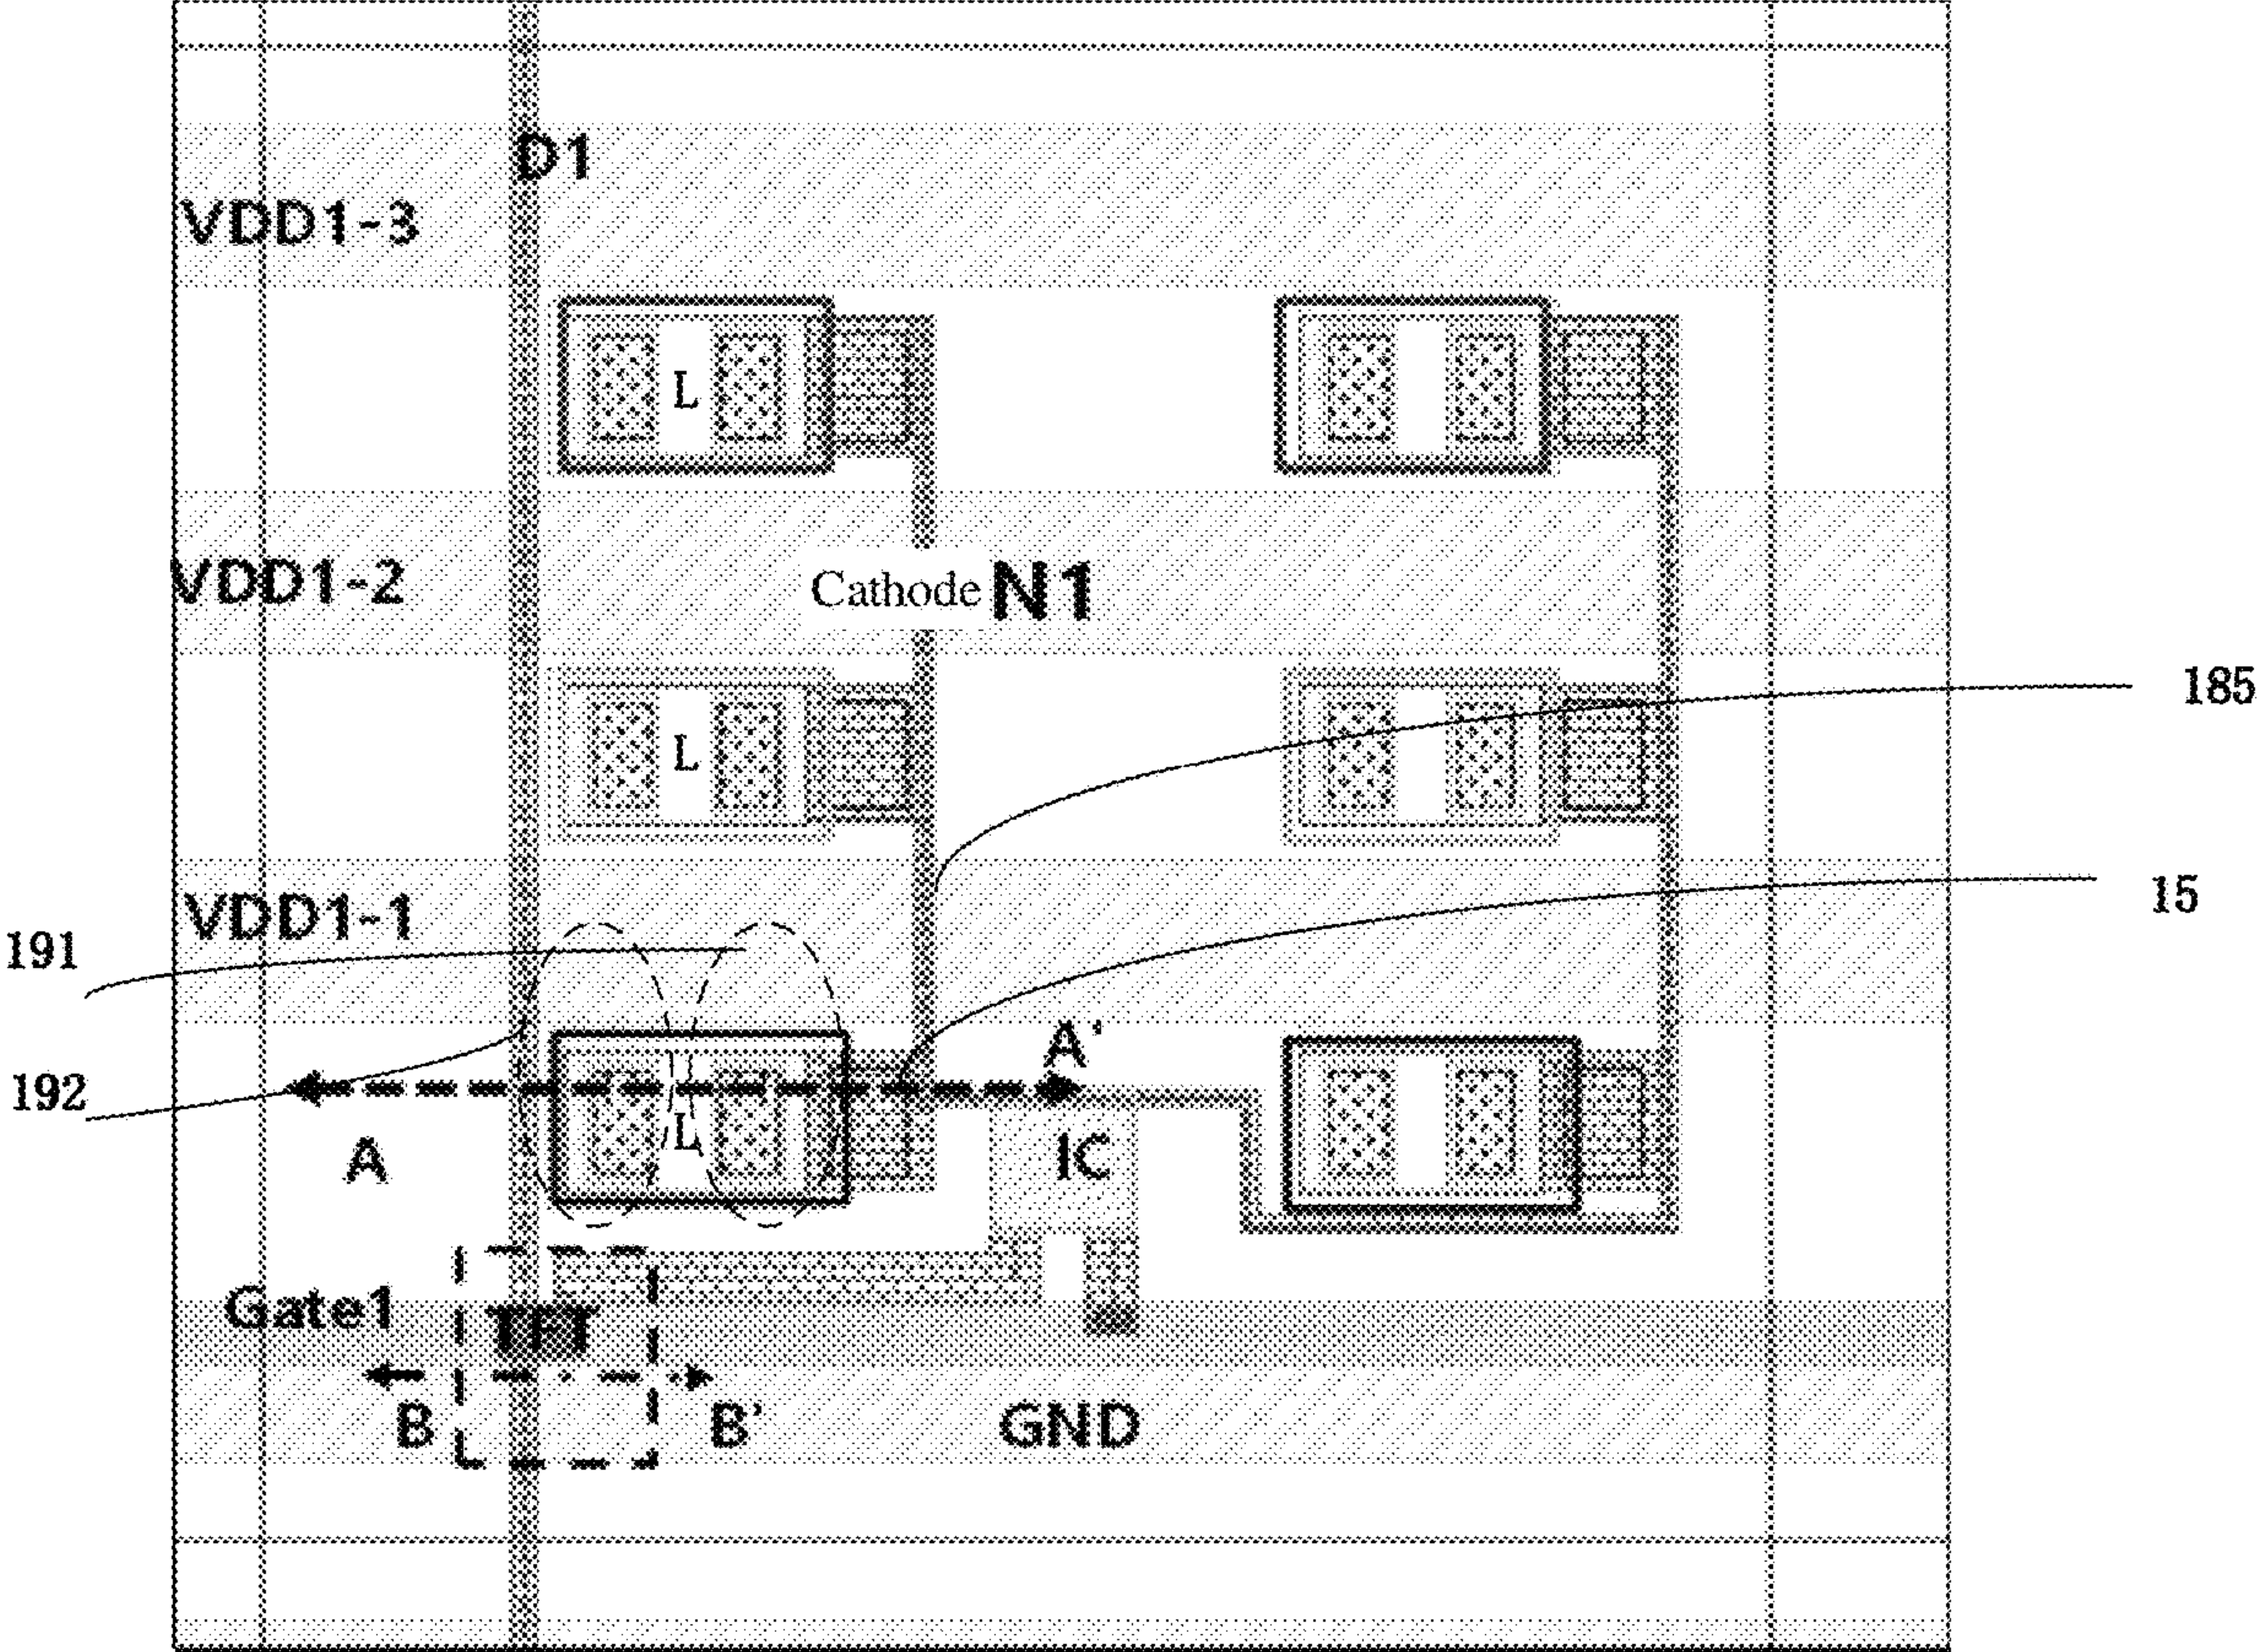 D1
VDD1-3
L
VDD1-2
Cathode N1
185
L
15
VDD1-1
191
A'
192
L
IC
A
Gate1
TFT
B
B'
GND